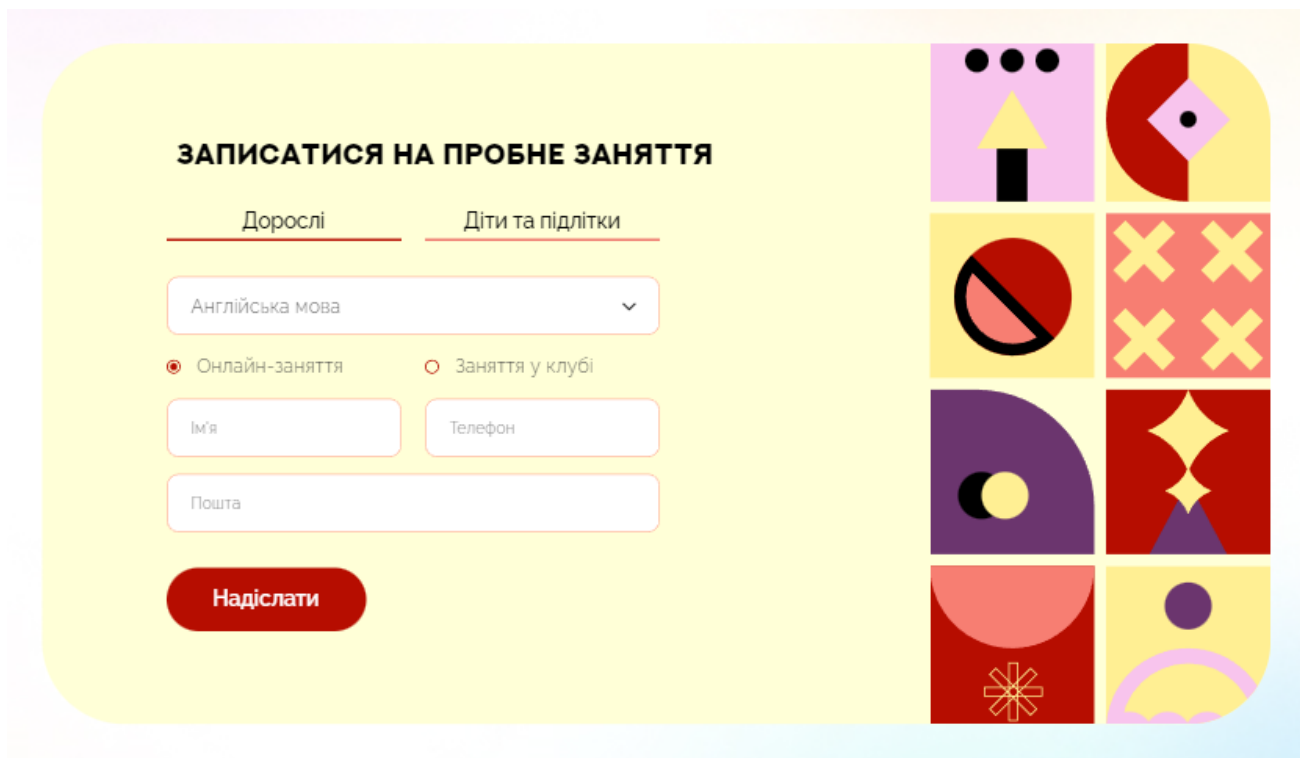 ЗАПИСАТИСЯ НА ПРОБНЕ ЗАНЯТТЯ
Дорослі Діти та підлітки
Англійська мова
Онлайн-заняття Заняття у клубі
Ім'я Телефон
Пошта
Надіслати